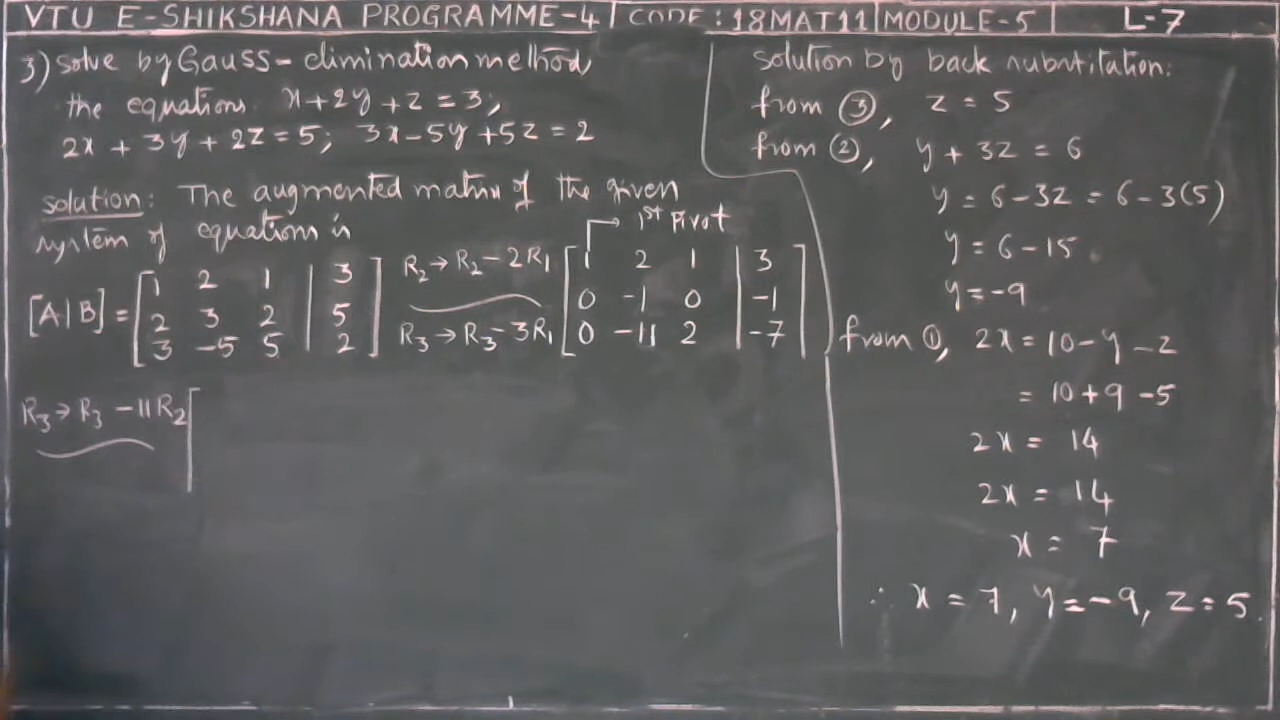 VTU E-SHIKSHANA PROGRAMME-4 | CODE : 18MAT11 | MODULE-5 | L-7
3) solve by Gauss-elimination method
the equations x+2y+z=3;
2x + 3y + 2z = 5; 3x-5y+5z = 2
solution: The augmented matrix of the given
system of equations is
[A|B] = [1 2 1 | 3
2 3 2 | 5
3 -5 5 | 2]
R2→R2-2R1
R3→R3-3R1
1st Pivot
[1 2 1 | 3
0 -1 0 | -1
0 -11 2 | -7]
R3→R3-11R2 [
solution by back substitution:
from ③, z = 5
from ②, y + 3z = 6
y = 6-3z = 6-3(5)
y = 6-15.
y = -9
from ①, 2x = 10-y-z
= 10+9-5
2x = 14
2x = 14
x = 7
∴ x = 7, y = -9, z = 5.